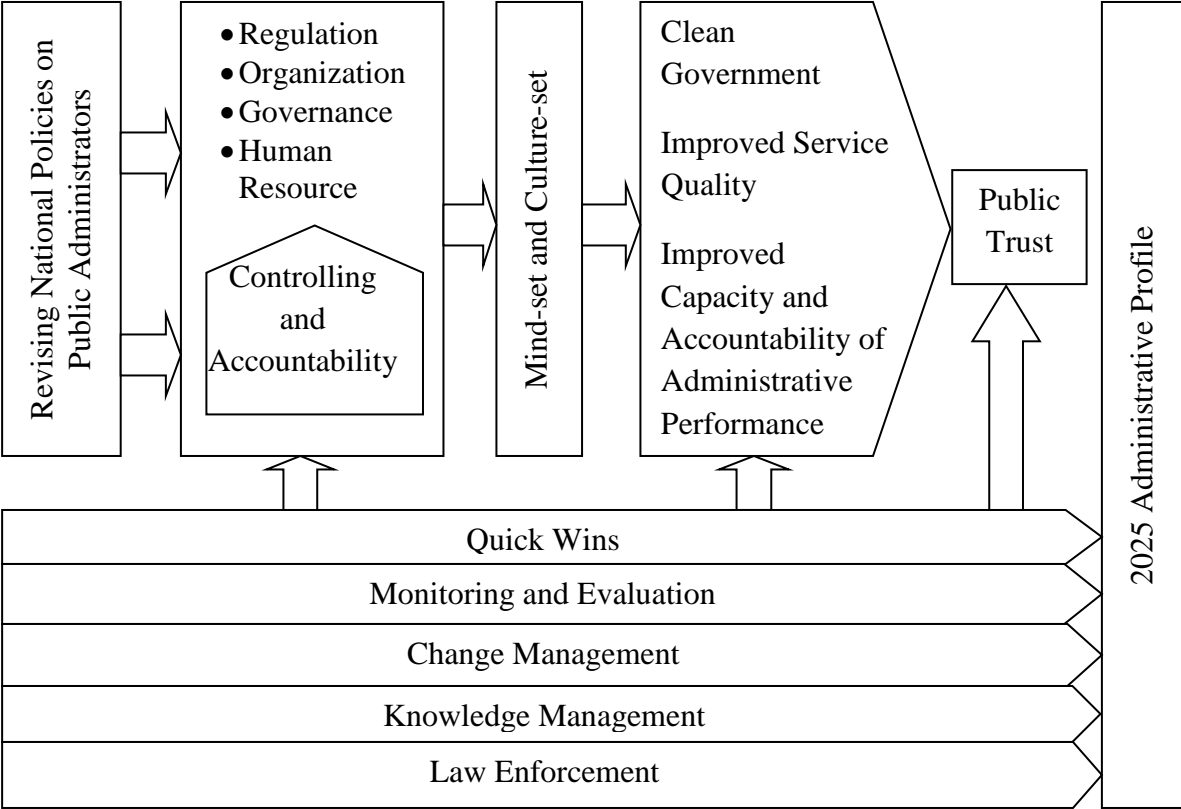 Revising National Policies on
Public Administrators
• Regulation
• Organization
• Governance
• Human
Resource
Controlling
and
Accountability
Mind-set and Culture-set
Clean
Government
Improved Service
Quality
Improved
Capacity and
Accountability of
Administrative
Performance
Public
Trust
2025 Administrative Profile
Quick Wins
Monitoring and Evaluation
Change Management
Knowledge Management
Law Enforcement